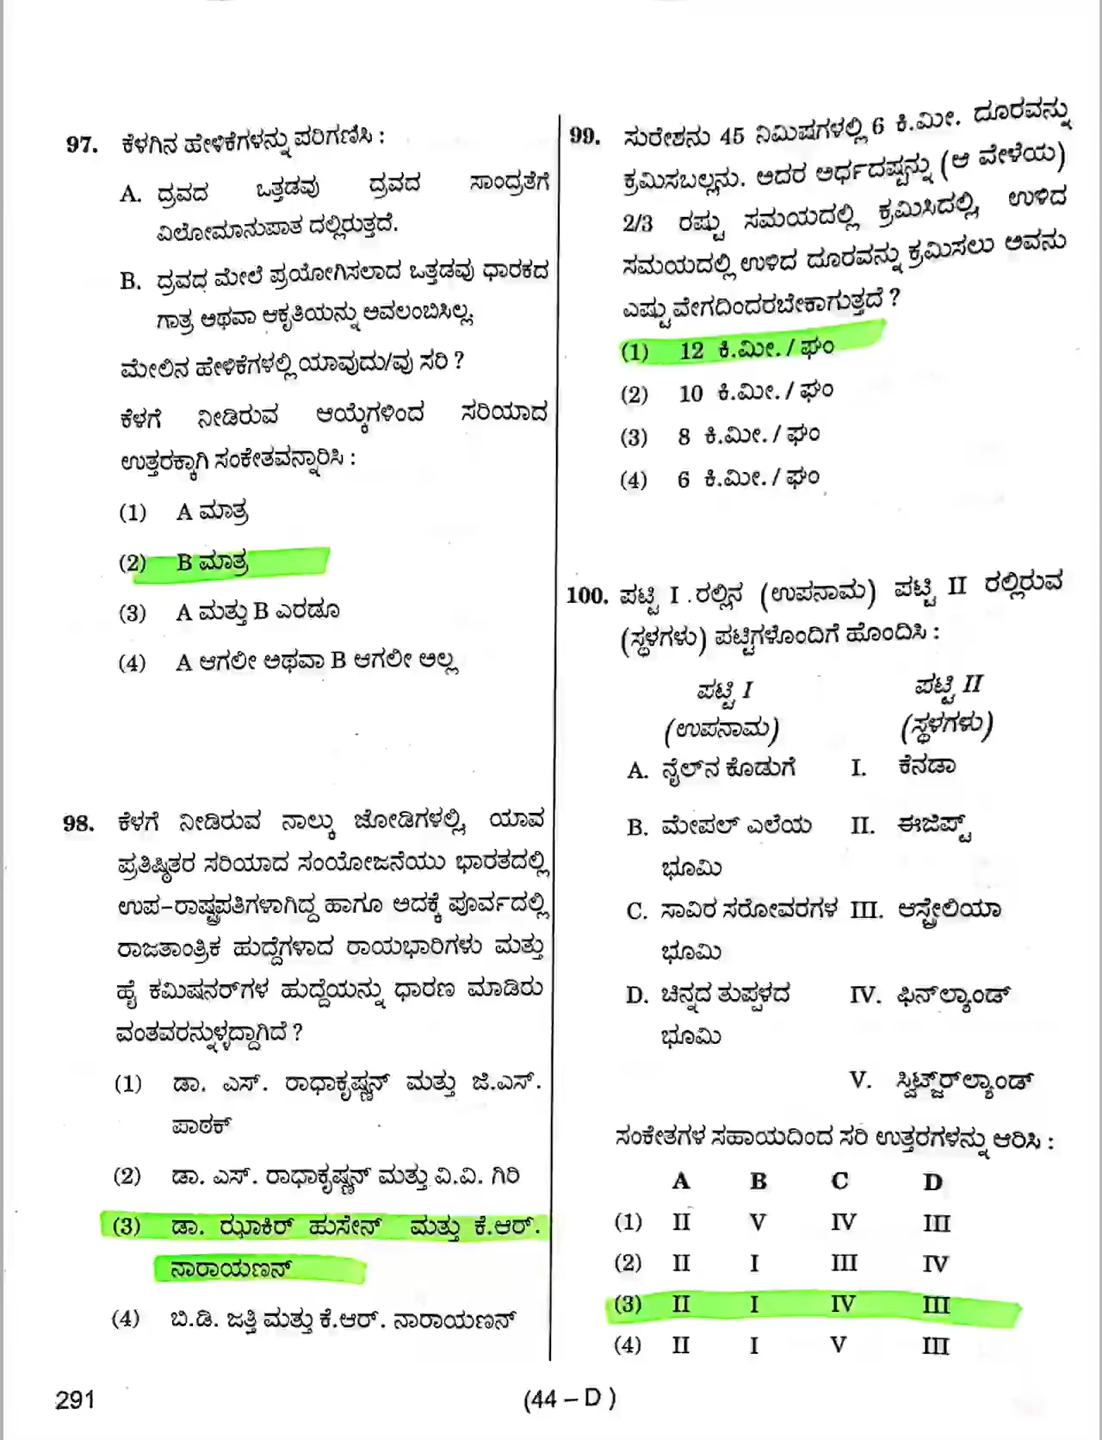 97. ಕೆಳಗಿನ ಹೇಳಿಕೆಗಳನ್ನು ಪರಿಗಣಿಸಿ :
A. ದ್ರವದ ಒತ್ತಡವು ದ್ರವದ ಸಾಂದ್ರತೆಗೆ
ವಿಲೋಮಾನುಪಾತ ದಲ್ಲಿರುತ್ತದೆ.
B. ದ್ರವದ ಮೇಲೆ ಪ್ರಯೋಗಿಸಲಾದ ಒತ್ತಡವು ಧಾರಕದ
ಗಾತ್ರ ಅಥವಾ ಆಕೃತಿಯನ್ನು ಅವಲಂಬಿಸಿಲ್ಲ.
ಮೇಲಿನ ಹೇಳಿಕೆಗಳಲ್ಲಿ ಯಾವುದು/ವು ಸರಿ ?
ಕೆಳಗೆ ನೀಡಿರುವ ಆಯ್ಕೆಗಳಿಂದ ಸರಿಯಾದ
ಉತ್ತರಕ್ಕಾಗಿ ಸಂಕೇತವನ್ನಾರಿಸಿ :
(1) A ಮಾತ್ರ
(2) B ಮಾತ್ರ
(3) A ಮತ್ತು B ಎರಡೂ
(4) A ಆಗಲೀ ಅಥವಾ B ಆಗಲೀ ಅಲ್ಲ
98. ಕೆಳಗೆ ನೀಡಿರುವ ನಾಲ್ಕು ಜೋಡಿಗಳಲ್ಲಿ, ಯಾವ
ಪ್ರತಿಷ್ಠಿತರ ಸರಿಯಾದ ಸಂಯೋಜನೆಯು ಭಾರತದಲ್ಲಿ
ಉಪ-ರಾಷ್ಟ್ರಪತಿಗಳಾಗಿದ್ದ ಹಾಗೂ ಅದಕ್ಕೆ ಪೂರ್ವದಲ್ಲಿ
ರಾಜತಾಂತ್ರಿಕ ಹುದ್ದೆಗಳಾದ ರಾಯಭಾರಿಗಳು ಮತ್ತು
ಹೈ ಕಮಿಷನರ್‌ಗಳ ಹುದ್ದೆಯನ್ನು ಧಾರಣ ಮಾಡಿರು
ವಂತವರನ್ನುಳ್ಳದ್ದಾಗಿದೆ ?
(1) ಡಾ. ಎಸ್. ರಾಧಾಕೃಷ್ಣನ್ ಮತ್ತು ಜಿ.ಎಸ್.
ಪಾಠಕ್
(2) ಡಾ. ಎಸ್. ರಾಧಾಕೃಷ್ಣನ್ ಮತ್ತು ವಿ.ವಿ. ಗಿರಿ
(3) ಡಾ. ಝಾಕಿರ್ ಹುಸೇನ್ ಮತ್ತು ಕೆ.ಆರ್.
ನಾರಾಯಣನ್
(4) ಬಿ.ಡಿ. ಜತ್ತಿ ಮತ್ತು ಕೆ.ಆರ್. ನಾರಾಯಣನ್
99. ಸುರೇಶನು 45 ನಿಮಿಷಗಳಲ್ಲಿ 6 ಕಿ.ಮೀ. ದೂರವನ್ನು
ಕ್ರಮಿಸಬಲ್ಲನು. ಅದರ ಅರ್ಧದಷ್ಟನ್ನು (ಆ ವೇಳೆಯ)
2/3 ರಷ್ಟು ಸಮಯದಲ್ಲಿ ಕ್ರಮಿಸಿದಲ್ಲಿ, ಉಳಿದ
ಸಮಯದಲ್ಲಿ ಉಳಿದ ದೂರವನ್ನು ಕ್ರಮಿಸಲು ಅವನು
ಎಷ್ಟು ವೇಗದಿಂದರಬೇಕಾಗುತ್ತದೆ ?
(1) 12 ಕಿ.ಮೀ. / ಘಂ
(2) 10 ಕಿ.ಮೀ. / ಘಂ
(3) 8 ಕಿ.ಮೀ. / ಘಂ
(4) 6 ಕಿ.ಮೀ. / ಘಂ
100. ಪಟ್ಟಿ I ರಲ್ಲಿನ (ಉಪನಾಮ) ಪಟ್ಟಿ II ರಲ್ಲಿರುವ
(ಸ್ಥಳಗಳು) ಪಟ್ಟಿಗಳೊಂದಿಗೆ ಹೊಂದಿಸಿ :
ಪಟ್ಟಿ I ಪಟ್ಟಿ II
(ಉಪನಾಮ) (ಸ್ಥಳಗಳು)
A. ನೈಲ್‌ನ ಕೊಡುಗೆ I. ಕೆನಡಾ
B. ಮೇಪಲ್ ಎಲೆಯ II. ಈಜಿಪ್ಟ್
ಭೂಮಿ
C. ಸಾವಿರ ಸರೋವರಗಳ III. ಆಸ್ಟ್ರೇಲಿಯಾ
ಭೂಮಿ
D. ಚಿನ್ನದ ತುಪ್ಪಳದ IV. ಫಿನ್‌ಲ್ಯಾಂಡ್
ಭೂಮಿ
V. ಸ್ವಿಟ್ಜರ್‌ಲ್ಯಾಂಡ್
ಸಂಕೇತಗಳ ಸಹಾಯದಿಂದ ಸರಿ ಉತ್ತರಗಳನ್ನು ಆರಿಸಿ :
A B C D
(1) II V IV III
(2) II I III IV
(3) II I IV III
(4) II I V III
291
(44 – D )